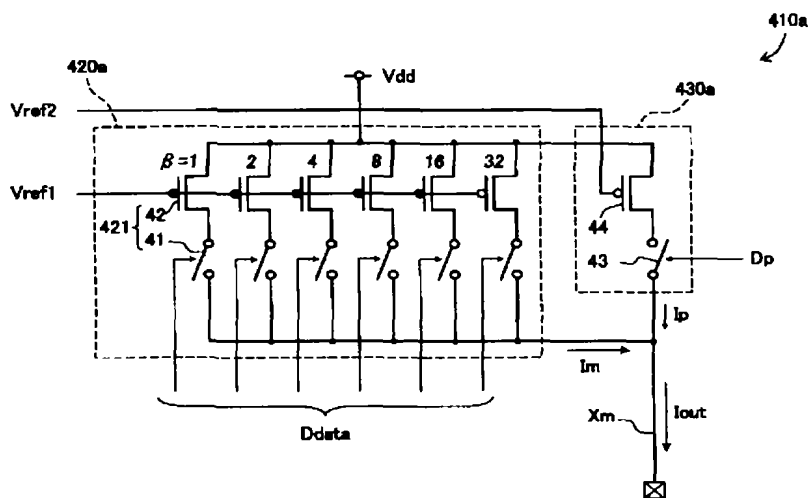 410a
420a
Vdd
430a
Vref2
β=1 2 4 8 16 32
Vref1
42
421
41
44
43
Dp
Ip
Im
Ddata
Xm
Iout